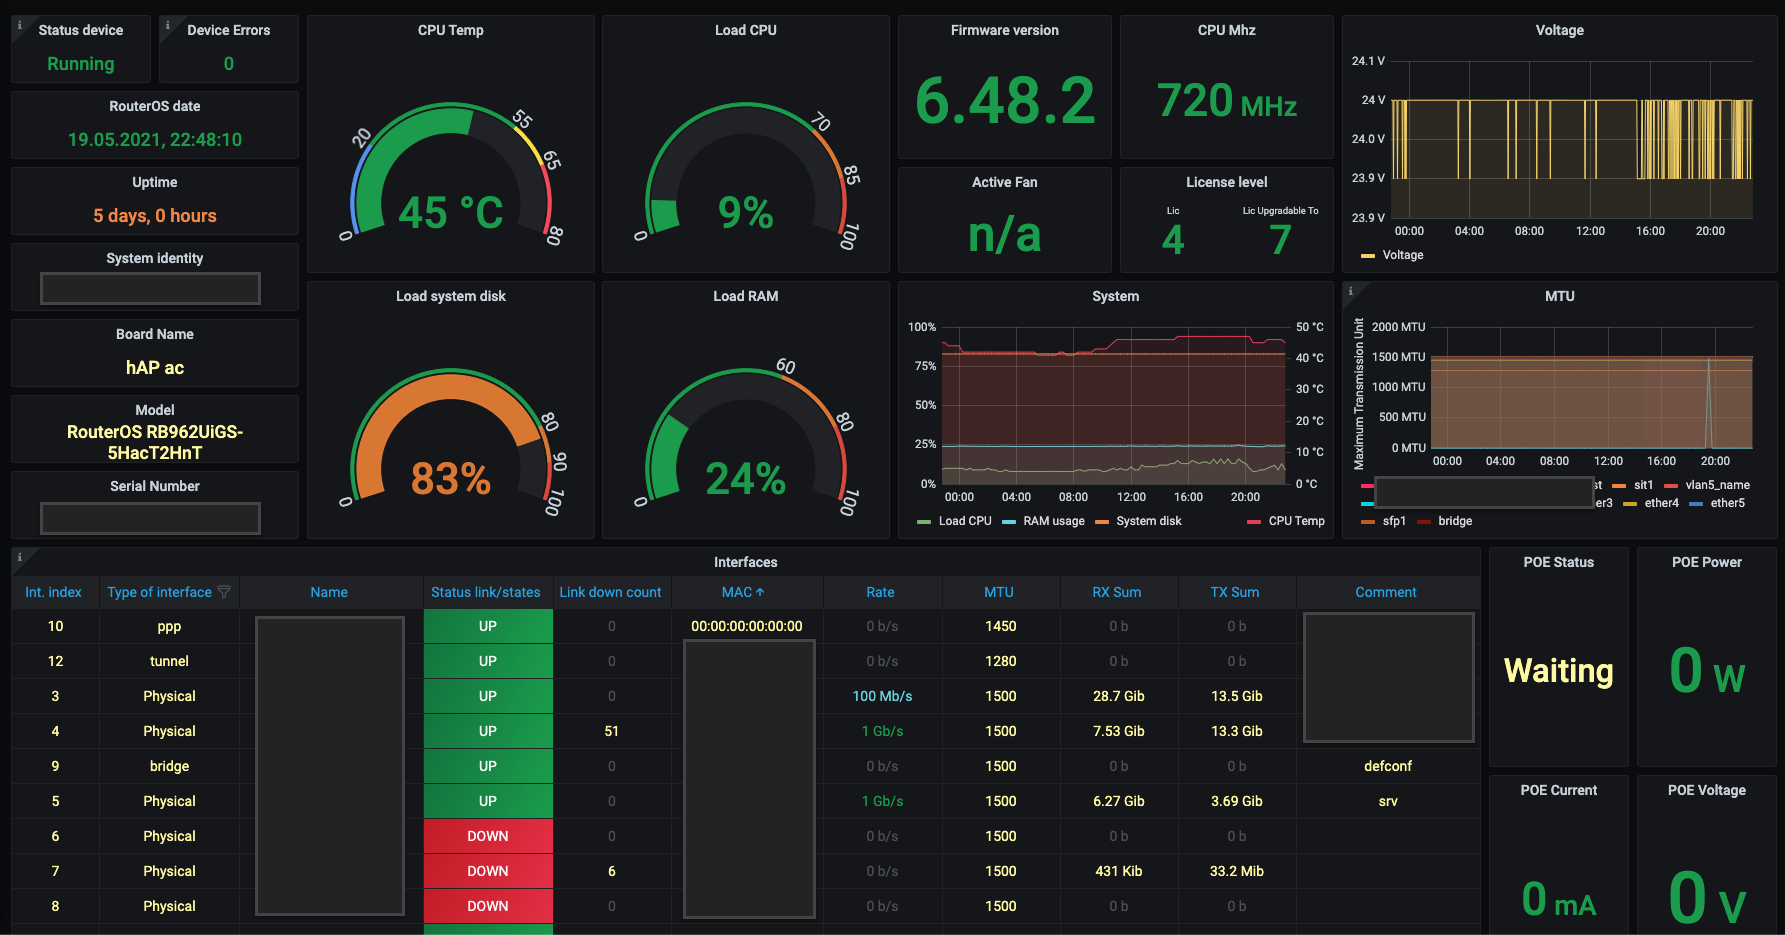 Status device
Running
Device Errors
0
RouterOS date
19.05.2021, 22:48:10
Uptime
5 days, 0 hours
System identity
Board Name
hAP ac
Model
RouterOS RB962UiGS-
5HacT2HnT
Serial Number
CPU Temp
0 20 55 65 80
45 °C
Load CPU
0 70 85 100
9%
Firmware version
6.48.2
CPU Mhz
720 MHz
Active Fan
n/a
License level
Lic Lic Upgradable To
4 7
Voltage
24.1 V
24 V
24.0 V
23.9 V
23.9 V
00:00 04:00 08:00 12:00 16:00 20:00
Voltage
Load system disk
0 80 90 100
83%
Load RAM
0 60 80 100
24%
System
100% 50 °C
75% 40 °C
50% 30 °C
25% 20 °C
0% 10 °C
0 °C
00:00 04:00 08:00 12:00 16:00 20:00
Load CPU RAM usage System disk CPU Temp
MTU
Maximum Transmission Unit
2000 MTU
1500 MTU
1000 MTU
500 MTU
0 MTU
00:00 04:00 08:00 12:00 16:00 20:00
st sit1 vlan5_name
er3 ether4 ether5
sfp1 bridge
Interfaces
Int. index Type of interface Name Status link/states Link down count MAC ↑ Rate MTU RX Sum TX Sum Comment
10 ppp UP 0 00:00:00:00:00:00 0 b/s 1450 0 b 0 b
12 tunnel UP 0 0 b/s 1280 0 b 0 b
3 Physical UP 0 100 Mb/s 1500 28.7 Gib 13.5 Gib
4 Physical UP 51 1 Gb/s 1500 7.53 Gib 13.3 Gib
9 bridge UP 0 0 b/s 1500 0 b 0 b defconf
5 Physical UP 0 1 Gb/s 1500 6.27 Gib 3.69 Gib srv
6 Physical DOWN 0 0 b/s 1500 0 b 0 b
7 Physical DOWN 6 0 b/s 1500 431 Kib 33.2 Mib
8 Physical DOWN 0 0 b/s 1500 0 b 0 b
POE Status
Waiting
POE Power
0 W
POE Current
0 mA
POE Voltage
0 V